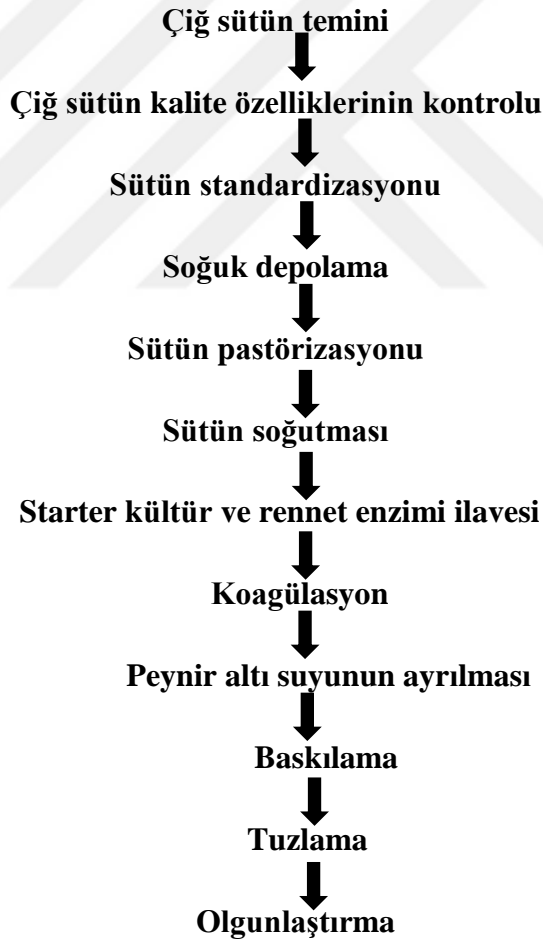 Çiğ sütün temini
Çiğ sütün kalite özelliklerinin kontrolu
Sütün standardizasyonu
Soğuk depolama
Sütün pastörizasyonu
Sütün soğutması
Starter kültür ve rennet enzimi ilavesi
Koagülasyon
Peynir altı suyunun ayrılması
Baskılama
Tuzlama
Olgunlaştırma